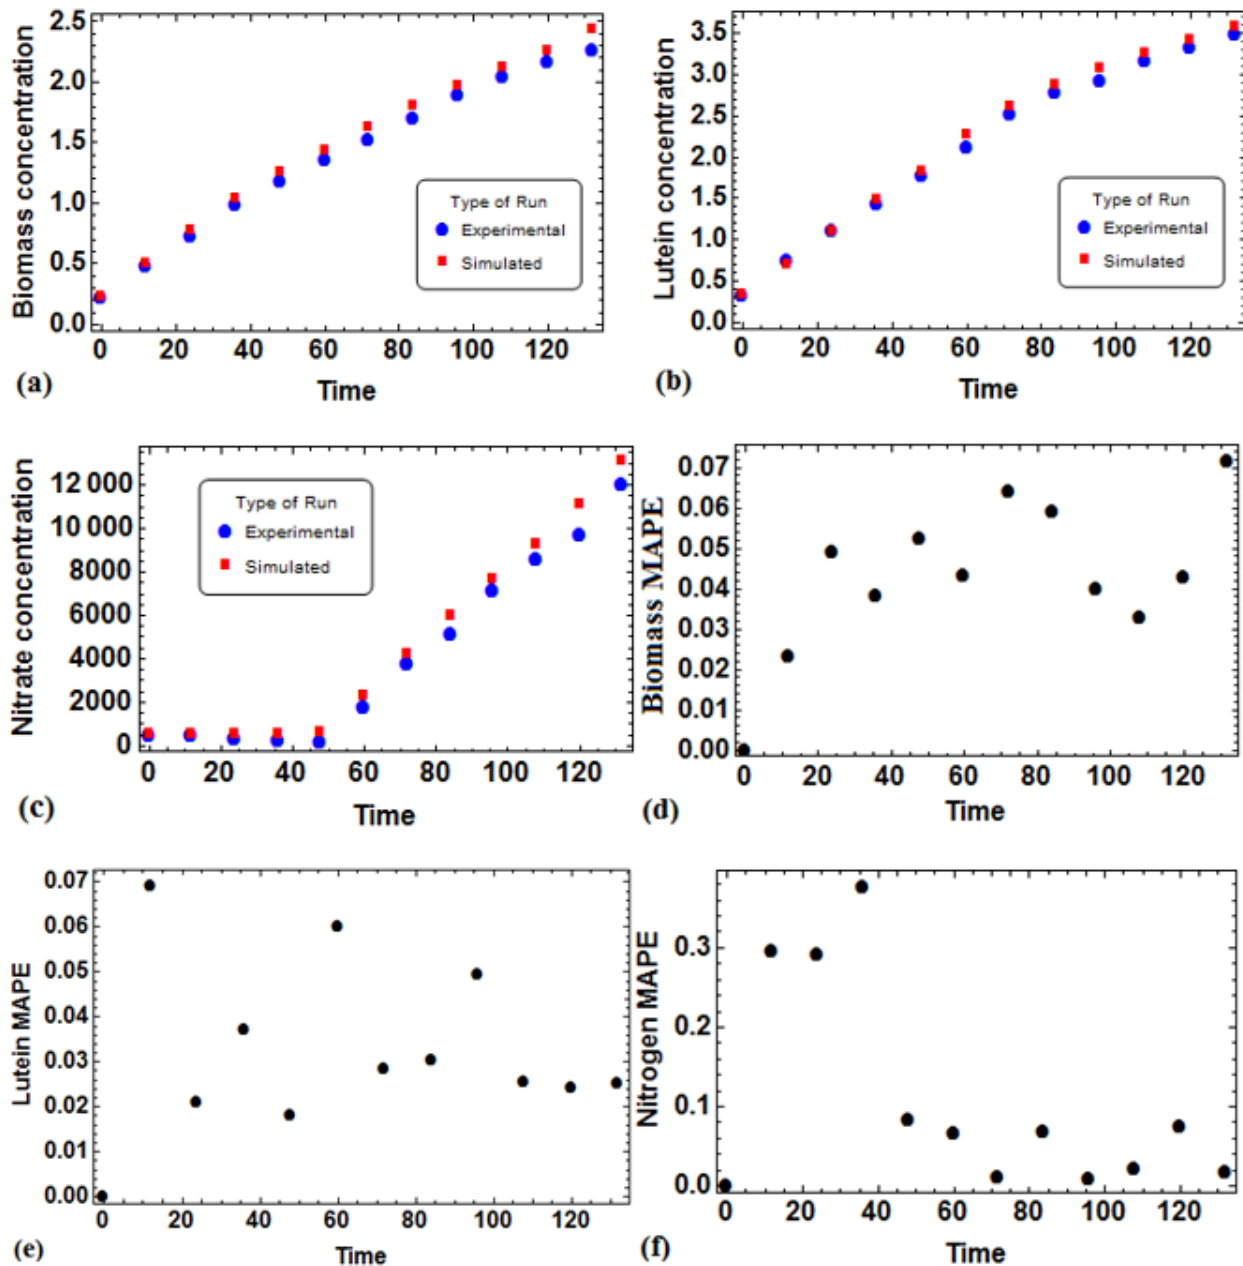 2.5
2.0
1.5
1.0
0.5
0.0
Biomass concentration
Type of Run
Experimental
Simulated
0 20 40 60 80 100 120
(a)
Time
3.5
3.0
2.5
2.0
1.5
1.0
0.5
0.0
Lutein concentration
Type of Run
Experimental
Simulated
0 20 40 60 80 100 120
(b)
Time
12 000
10 000
8000
6000
4000
2000
0
Nitrate concentration
Type of Run
Experimental
Simulated
0 20 40 60 80 100 120
(c)
Time
0.07
0.06
0.05
0.04
0.03
0.02
0.01
0.00
Biomass MAPE
0 20 40 60 80 100 120
(d)
Time
0.07
0.06
0.05
0.04
0.03
0.02
0.01
0.00
Lutein MAPE
0 20 40 60 80 100 120
(e)
Time
0.3
0.2
0.1
0.0
Nitrogen MAPE
0 20 40 60 80 100 120
(f)
Time